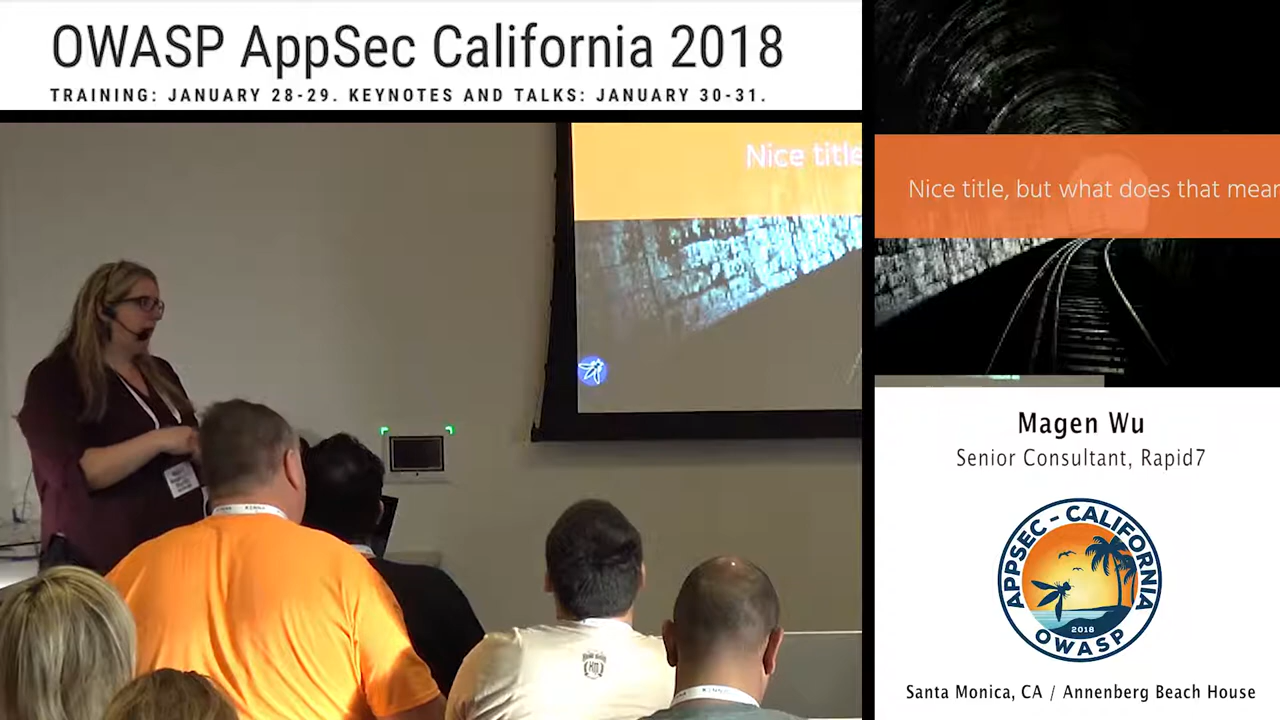 OWASP AppSec California 2018
TRAINING: JANUARY 28-29. KEYNOTES AND TALKS: JANUARY 30-31.
Nice title
Nice title, but what does that mean
Magen Wu
Senior Consultant, Rapid7
APPSEC - CALIFORNIA
2018
OWASP
Santa Monica, CA / Annenberg Beach House